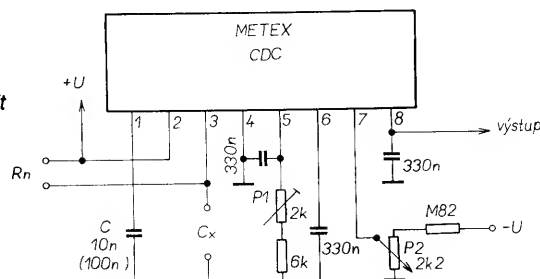 METEX
CDC
+U
1 2 3 4 5 6 7 8
výstup
330n
330n
Rn
P1
2k
M82
-U
C
10n
(100n)
Cx
6k
330n
P2
2k2